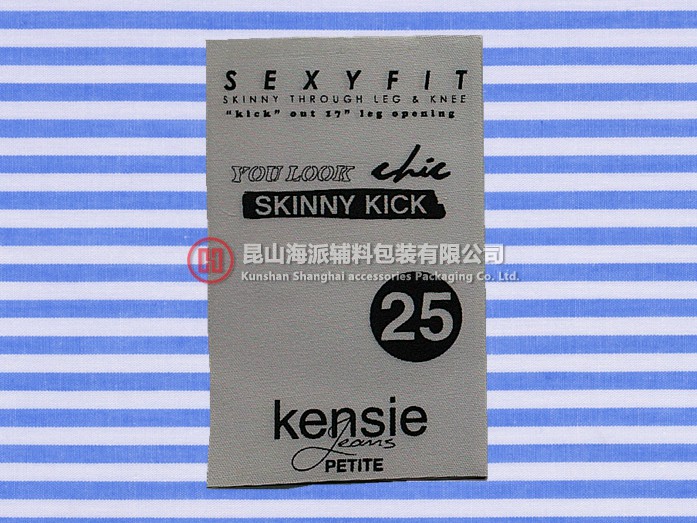 SEXYFIT
SKINNY THROUGH LEG & KNEE
"kick" out 17" leg opening
YOU LOOK chic
SKINNY KICK
昆山海派辅料包装有限公司
Kunshan Shanghai accessories Packaging Co. Ltd.
25
kensie
Jeans
PETITE